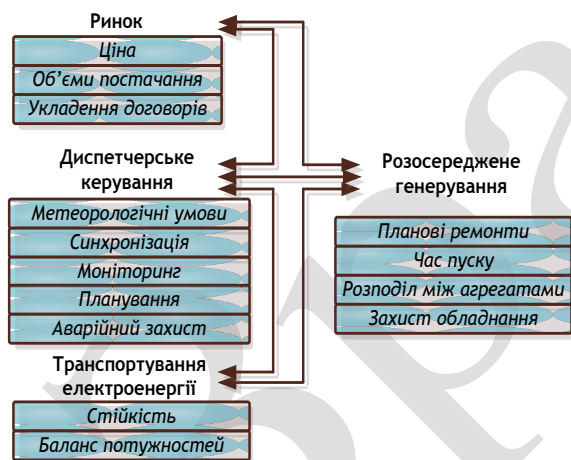 Ринок
Ціна
Об’єми постачання
Укладення договорів
Диспетчерське
керування
Метеорологічні умови
Синхронізація
Моніторинг
Планування
Аварійний захист
Транспортування
електроенергії
Стійкість
Баланс потужностей
Розосереджене
генерування
Планові ремонти
Час пуску
Розподіл між агрегатами
Захист обладнання